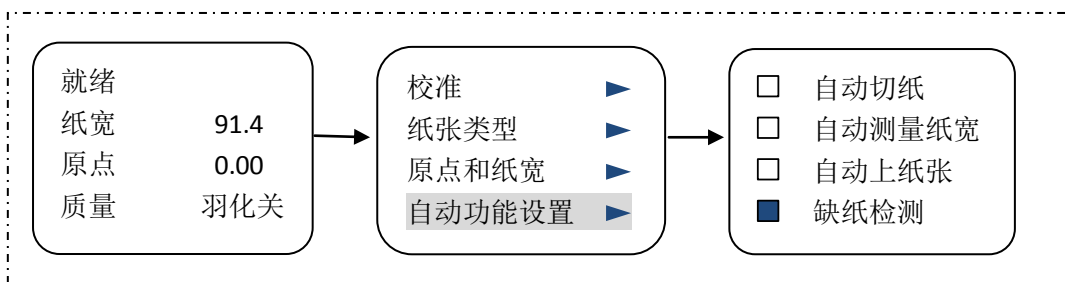 就绪
纸宽 91.4
原点 0.00
质量 羽化关
校准
纸张类型
原点和纸宽
自动功能设置
自动切纸
自动测量纸宽
自动上纸张
缺纸检测